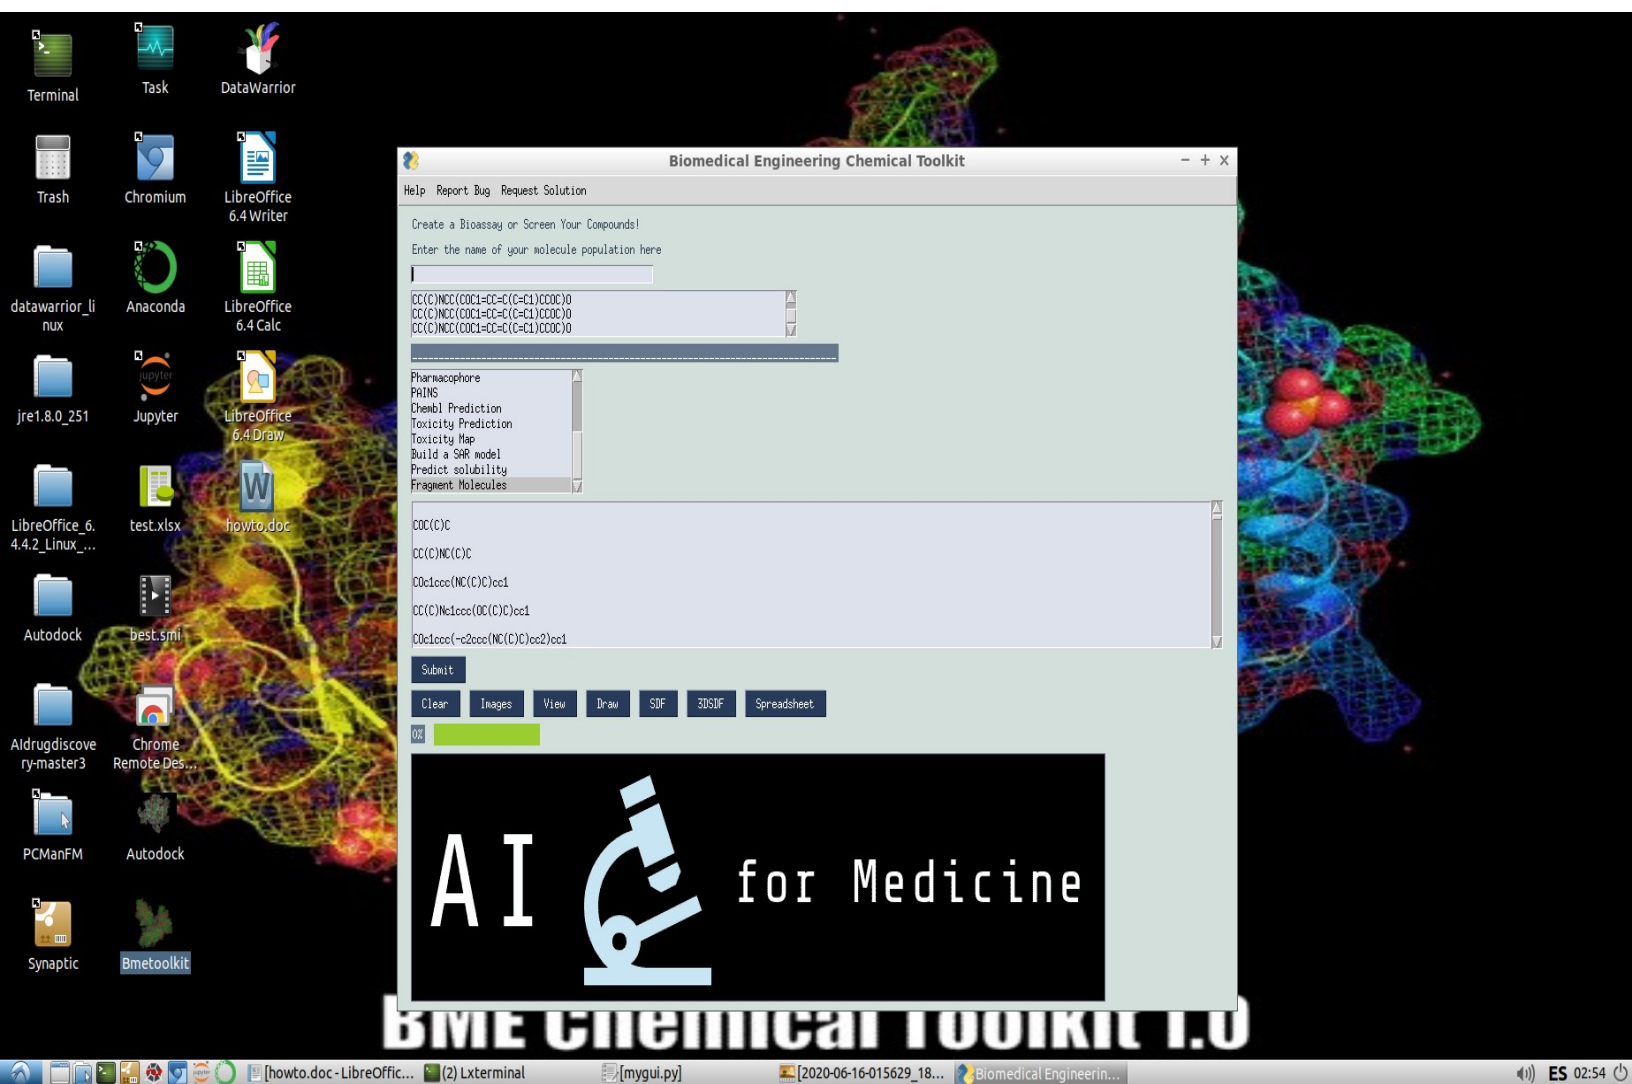 Terminal
Task
DataWarrior
Trash
Chromium
LibreOffice
6.4 Writer
datawarrior_li
nux
Anaconda
LibreOffice
6.4 Calc
jupyter
jre1.8.0_251
Jupyter
LibreOffice
6.4 Draw
LibreOffice_6.
4.4.2_Linux_...
test.xlsx
W
howto.doc
Autodock
best.smi
AIdrugdiscove
ry-master3
Chrome
Remote Des...
PCManFM
Autodock
Synaptic
Bmetoolkit
Biomedical Engineering Chemical Toolkit
Help Report Bug Request Solution
Create a Bioassay or Screen Your Compounds!
Enter the name of your molecule population here
CC(C)NCC(COC1=CC=C(C=C1)CCOC)O
CC(C)NCC(COC1=CC=C(C=C1)CCOC)O
CC(C)NCC(COC1=CC=C(C=C1)CCOC)O
Pharmacophore
PAINS
Chembl Prediction
Toxicity Prediction
Toxicity Map
Build a SAR model
Predict solubility
Fragment Molecules
COC(C)C
CC(C)NC(C)C
COc1ccc(NC(C)C)cc1
CC(C)Nc1ccc(OC(C)C)cc1
COc1ccc(-c2ccc(NC(C)C)cc2)cc1
Submit
Clear Images View Draw SDF 3DSDF Spreadsheet
0%
AI for Medicine
BME Chemical Toolkit 1.0
[howto.doc - LibreOffic... (2) Lxterminal [mygui.py] [2020-06-16-015629_18... Biomedical Engineerin... ES 02:54